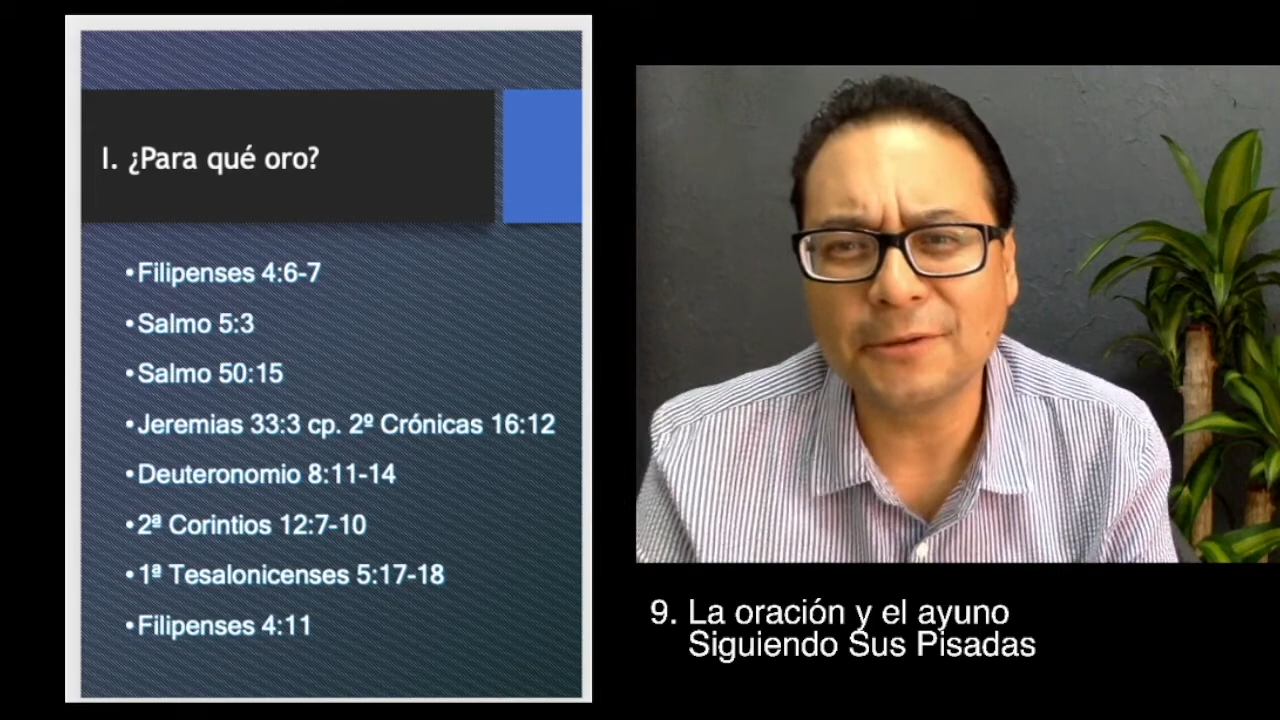 I. ¿Para qué oro?
•Filipenses 4:6-7
•Salmo 5:3
•Salmo 50:15
•Jeremias 33:3 cp. 2º Crónicas 16:12
•Deuteronomio 8:11-14
•2ª Corintios 12:7-10
•1ª Tesalonicenses 5:17-18
•Filipenses 4:11
9. La oración y el ayuno
Siguiendo Sus Pisadas